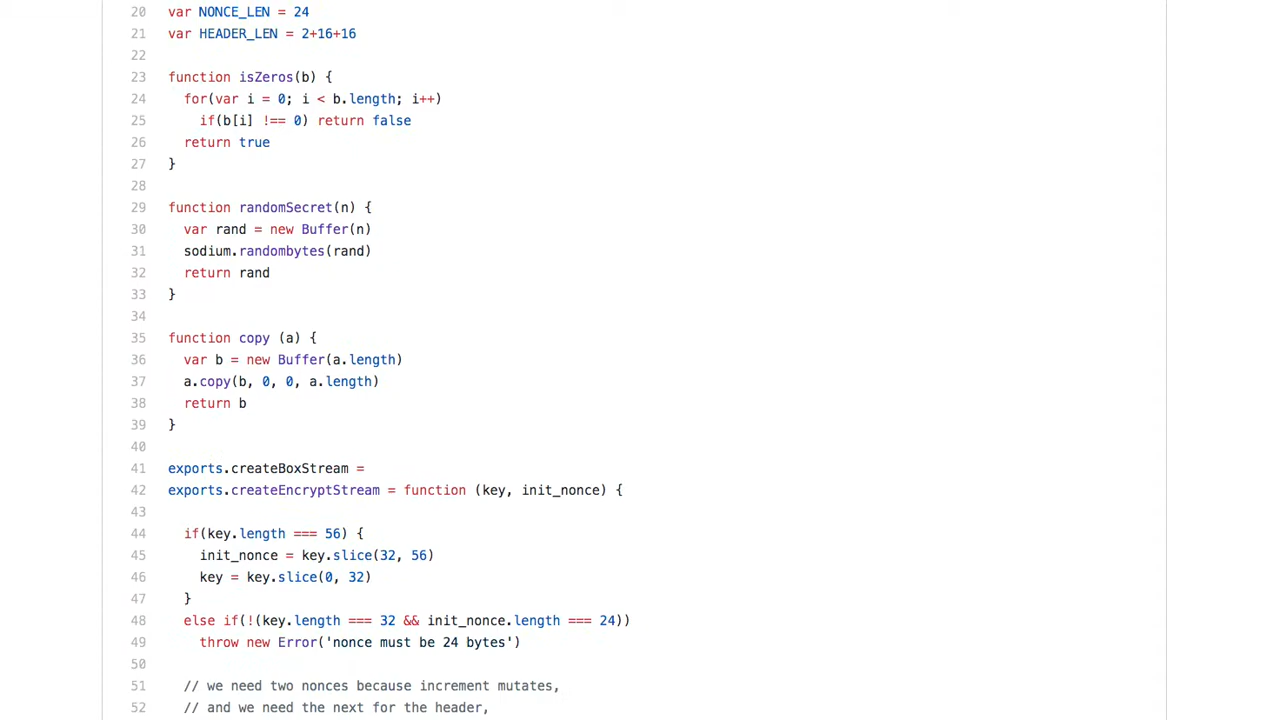 20 var NONCE_LEN = 24
21 var HEADER_LEN = 2+16+16
22
23 function isZeros(b) {
24 for(var i = 0; i < b.length; i++)
25 if(b[i] !== 0) return false
26 return true
27 }
28
29 function randomSecret(n) {
30 var rand = new Buffer(n)
31 sodium.randombytes(rand)
32 return rand
33 }
34
35 function copy (a) {
36 var b = new Buffer(a.length)
37 a.copy(b, 0, 0, a.length)
38 return b
39 }
40
41 exports.createBoxStream =
42 exports.createEncryptStream = function (key, init_nonce) {
43
44 if(key.length === 56) {
45 init_nonce = key.slice(32, 56)
46 key = key.slice(0, 32)
47 }
48 else if(!(key.length === 32 && init_nonce.length === 24))
49 throw new Error('nonce must be 24 bytes')
50
51 // we need two nonces because increment mutates,
52 // and we need the next for the header,